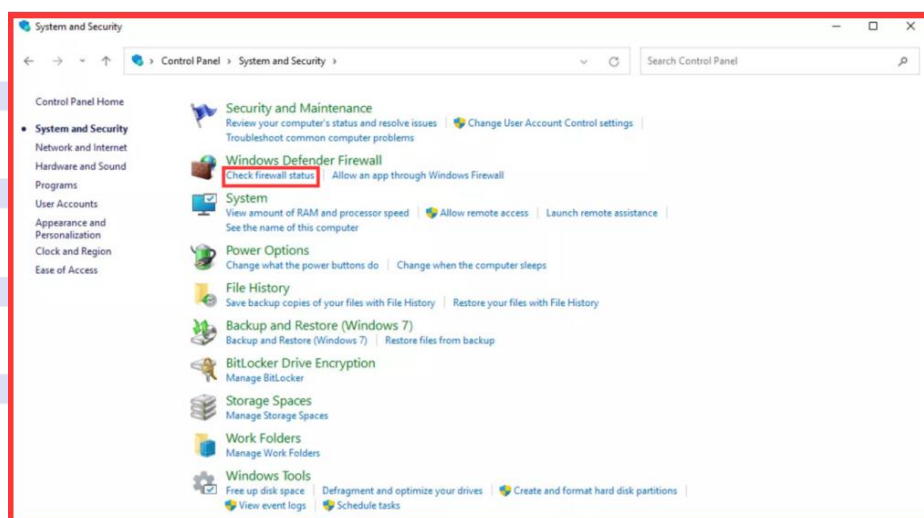 System and Security
Control Panel > System and Security >
Search Control Panel
Control Panel Home
System and Security
Network and Internet
Hardware and Sound
Programs
User Accounts
Appearance and
Personalization
Clock and Region
Ease of Access
Security and Maintenance
Review your computer's status and resolve issues | Change User Account Control settings |
Troubleshoot common computer problems
Windows Defender Firewall
Check firewall status | Allow an app through Windows Firewall
System
View amount of RAM and processor speed | Allow remote access | Launch remote assistance |
See the name of this computer
Power Options
Change what the power buttons do | Change when the computer sleeps
File History
Save backup copies of your files with File History | Restore your files with File History
Backup and Restore (Windows 7)
Backup and Restore (Windows 7) | Restore files from backup
BitLocker Drive Encryption
Manage BitLocker
Storage Spaces
Manage Storage Spaces
Work Folders
Manage Work Folders
Windows Tools
Free up disk space | Defragment and optimize your drives | Create and format hard disk partitions |
View event logs | Schedule tasks